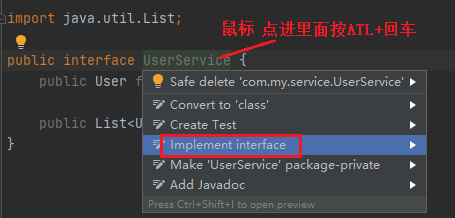 import java.util.List;
鼠标 点进里面按ATL+回车
public interface UserService {
public User f
Safe delete 'com.my.service.UserService'
Convert to 'class'
public List<U
Create Test
}
Implement interface
Make 'UserService' package-private
Add Javadoc
Press Ctrl+Shift+I to open preview